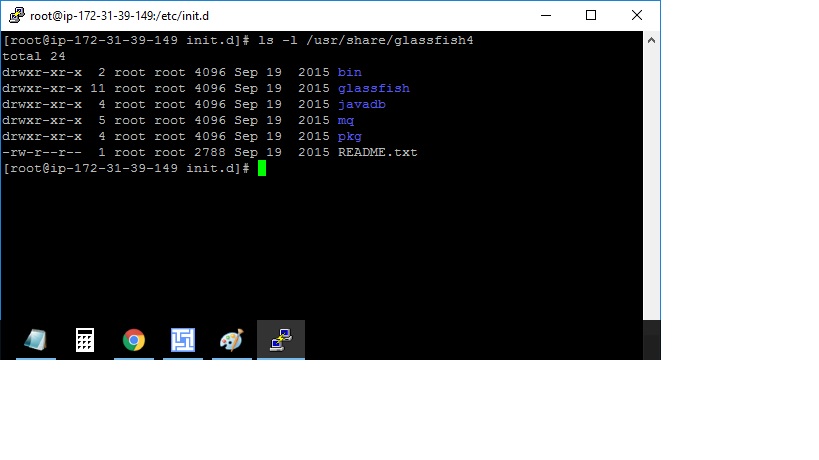 root@ip-172-31-39-149:/etc/init.d
[root@ip-172-31-39-149 init.d]# ls -l /usr/share/glassfish4
total 24
drwxr-xr-x  2 root root 4096 Sep 19  2015 bin
drwxr-xr-x 11 root root 4096 Sep 19  2015 glassfish
drwxr-xr-x  4 root root 4096 Sep 19  2015 javadb
drwxr-xr-x  5 root root 4096 Sep 19  2015 mq
drwxr-xr-x  4 root root 4096 Sep 19  2015 pkg
-rw-r--r--  1 root root 2788 Sep 19  2015 README.txt
[root@ip-172-31-39-149 init.d]#